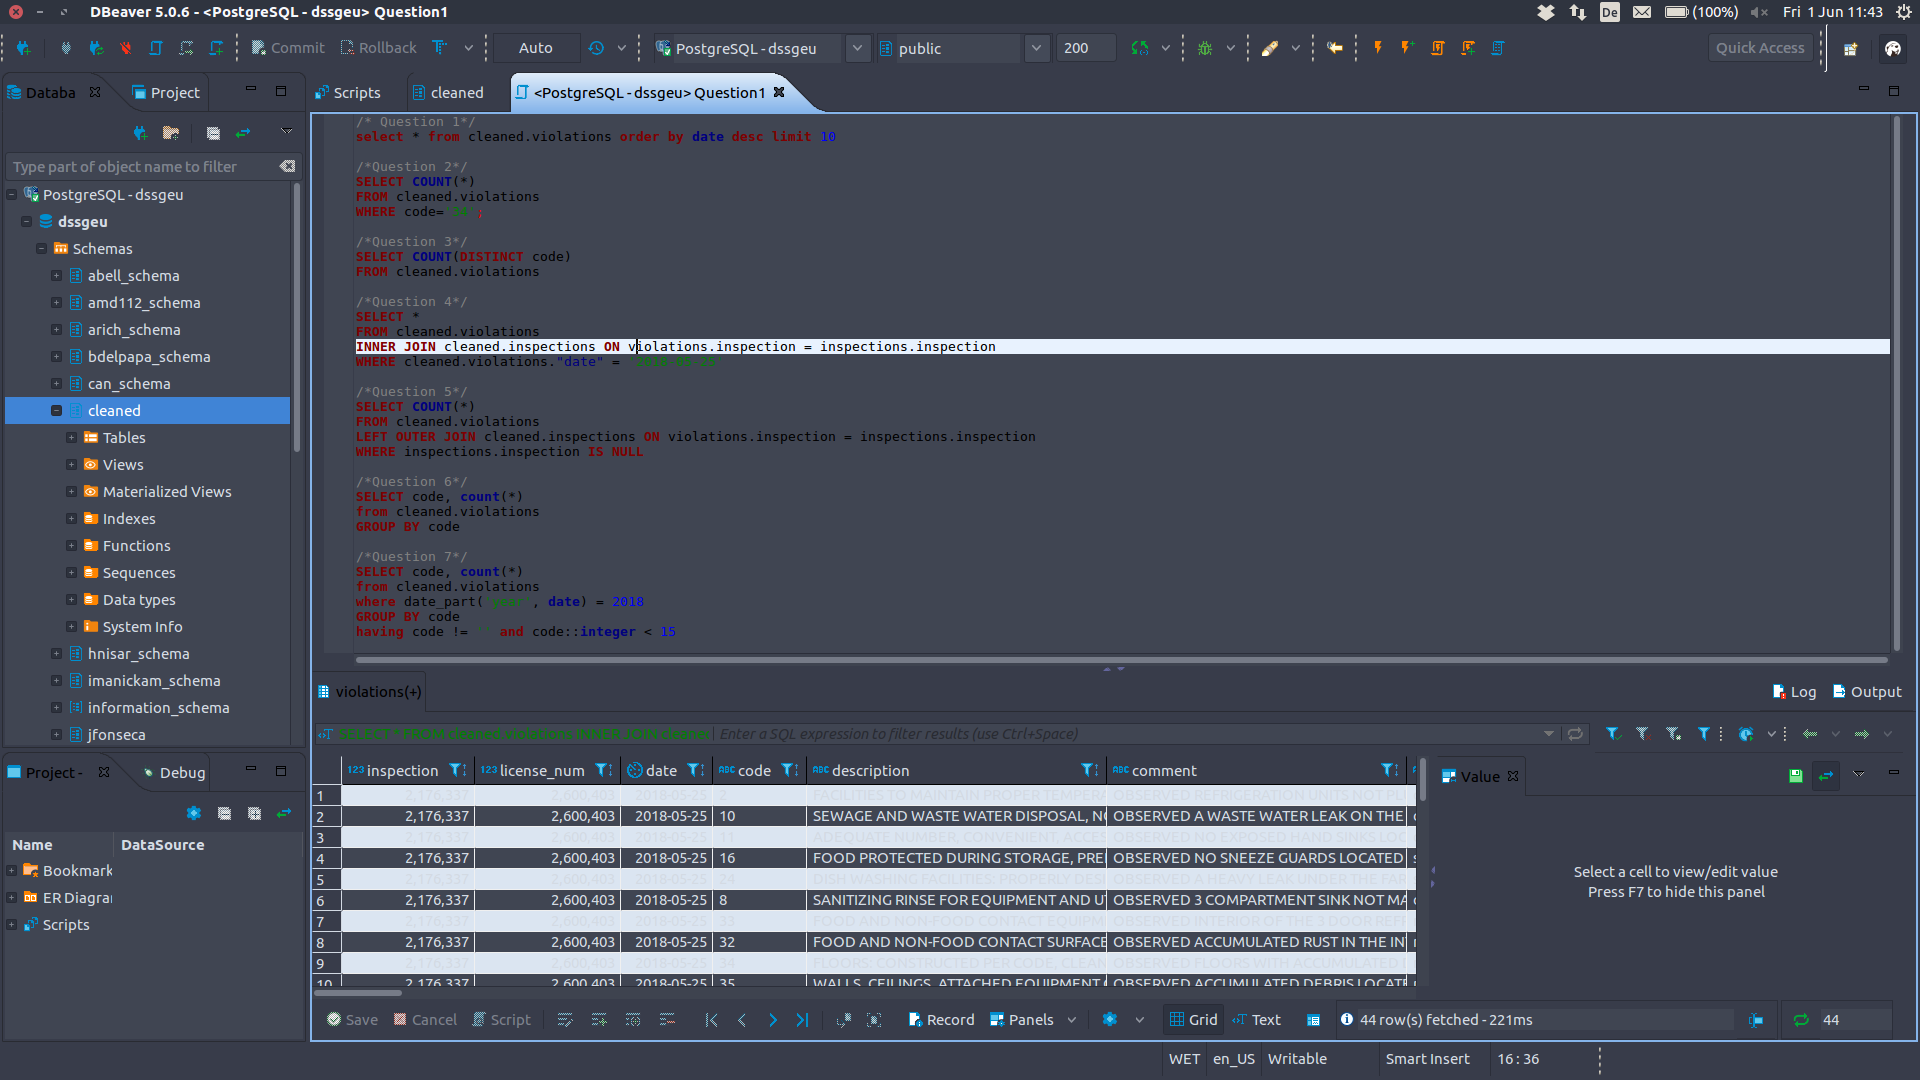 DBeaver 5.0.6 - <PostgreSQL - dssgeu> Question1
De (100%) Fri 1 Jun 11:43
Commit Rollback Auto PostgreSQL - dssgeu public 200 Quick Access
Databa Project
Scripts cleaned <PostgreSQL - dssgeu> Question1
Type part of object name to filter
PostgreSQL - dssgeu
dssgeu
Schemas
abell_schema
amd112_schema
arich_schema
bdelpapa_schema
can_schema
cleaned
Tables
Views
Materialized Views
Indexes
Functions
Sequences
Data types
System Info
hnisar_schema
imanickam_schema
information_schema
jfonseca
/* Question 1*/
select * from cleaned.violations order by date desc limit 10
/*Question 2*/
SELECT COUNT(*)
FROM cleaned.violations
WHERE code=
/*Question 3*/
SELECT COUNT(DISTINCT code)
FROM cleaned.violations
/*Question 4*/
SELECT *
FROM cleaned.violations
INNER JOIN cleaned.inspections ON violations.inspection = inspections.inspection
WHERE cleaned.violations."date" = '2018-05-25'
/*Question 5*/
SELECT COUNT(*)
FROM cleaned.violations
LEFT OUTER JOIN cleaned.inspections ON violations.inspection = inspections.inspection
WHERE inspections.inspection IS NULL
/*Question 6*/
SELECT code, count(*)
from cleaned.violations
GROUP BY code
/*Question 7*/
SELECT code, count(*)
from cleaned.violations
where date_part('year', date) = 2018
GROUP BY code
having code != '' and code::integer < 15
violations(+) Log Output
SELECT * FROM cleaned.violations INNER JOIN cleaner Enter a SQL expression to filter results (use Ctrl+Space)
123 inspection 123 license_num date ABC code ABC description ABC comment
1 2,176,337 2,600,403 2018-05-25 2 FACILITIES TO MAINTAIN PROPER TEMPERA OBSERVED REFRIGERATION UNITS NOT
2 2,176,337 2,600,403 2018-05-25 10 SEWAGE AND WASTE WATER DISPOSAL, NO OBSERVED A WASTE WATER LEAK ON THE
3 2,176,337 2,600,403 2018-05-25 11 ADEQUATE NUMBER, CONVENIENT, ACCES OBSERVED NO EXPOSED HAND SINKS LOC
4 2,176,337 2,600,403 2018-05-25 16 FOOD PROTECTED DURING STORAGE, PRE OBSERVED NO SNEEZE GUARDS LOCATED
5 2,176,337 2,600,403 2018-05-25 24 DISH WASHING FACILITIES: PROPERLY DESI OBSERVED A HEAVY LEAK UNDER THE
6 2,176,337 2,600,403 2018-05-25 8 SANITIZING RINSE FOR EQUIPMENT AND UT OBSERVED 3 COMPARTMENT SINK NOT MA
7 2,176,337 2,600,403 2018-05-25 33 FOOD AND NON-FOOD CONTACT EQUIPM OBSERVED INTERIOR OF THE 3 DOOR REF
8 2,176,337 2,600,403 2018-05-25 32 FOOD AND NON-FOOD CONTACT SURFACE OBSERVED ACCUMULATED RUST IN THE IN
9 2,176,337 2,600,403 2018-05-25 34 FLOORS: CONSTRUCTED PER CODE, CLEAN OBSERVED FLOORS WITH ACCUMULATED
10 2,176,337 2,600,403 2018-05-25 35 WALLS, CEILINGS, ATTACHED EQUIPMENT OBSERVED ACCUMULATED DEBRIS LOCAT
Value
Select a cell to view/edit value
Press F7 to hide this panel
Project - Debug
Name DataSource
Bookmark
ER Diagra
Scripts
Save Cancel Script Record Panels Grid Text 44 row(s) fetched - 221ms 44
WET en_US Writable Smart Insert 16 : 36